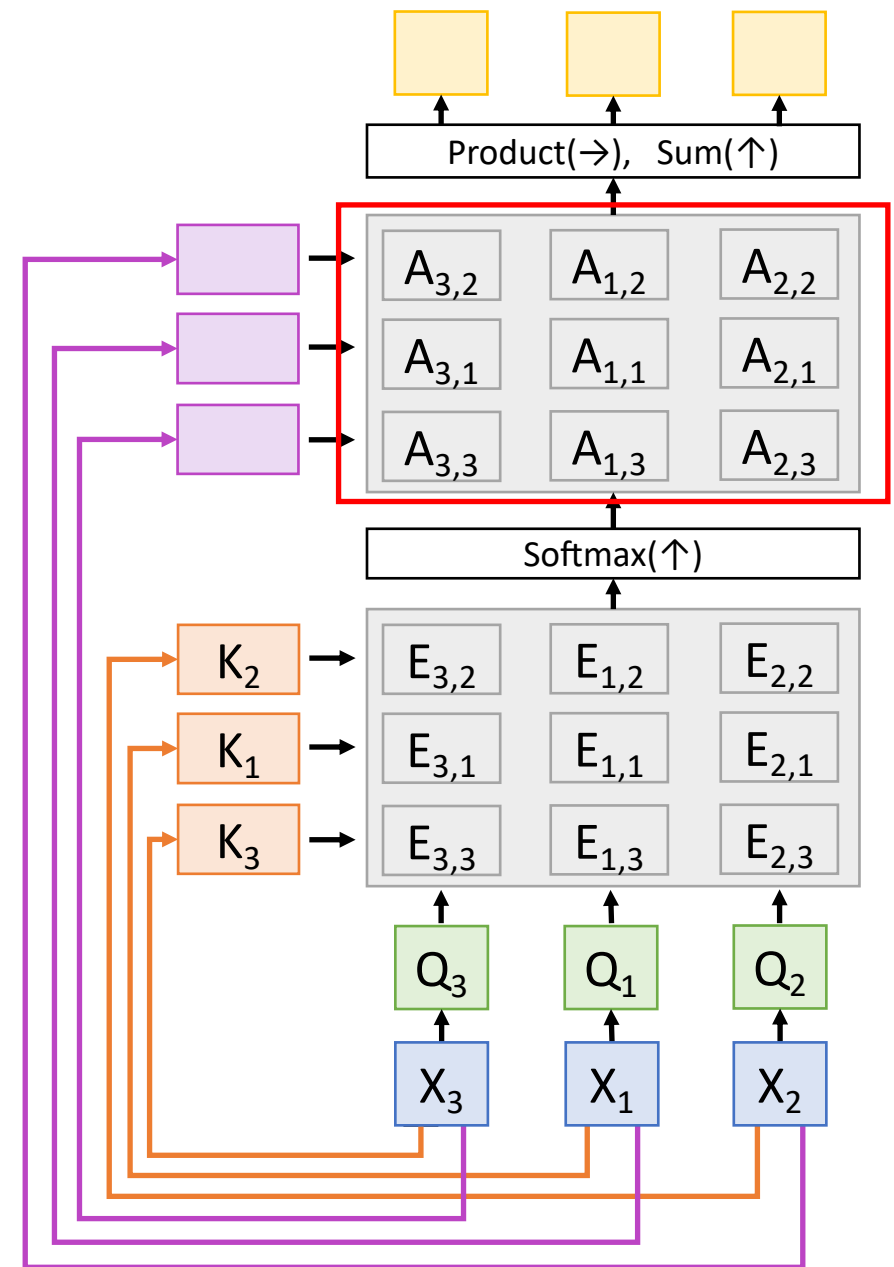 Product(→), Sum(↑)
A3,2 A1,2 A2,2
A3,1 A1,1 A2,1
A3,3 A1,3 A2,3
Softmax(↑)
K2 E3,2 E1,2 E2,2
K1 E3,1 E1,1 E2,1
K3 E3,3 E1,3 E2,3
Q3 Q1 Q2
X3 X1 X2